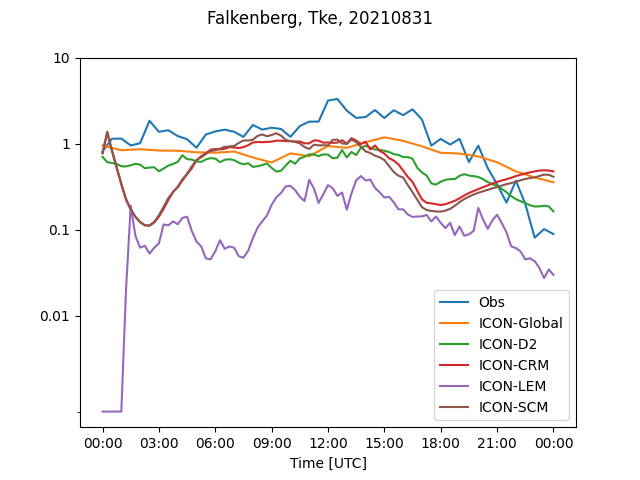 Falkenberg, Tke, 20210831
10
1
0.1
0.01
00:00 03:00 06:00 09:00 12:00 15:00 18:00 21:00 00:00
Time [UTC]
Obs
ICON-Global
ICON-D2
ICON-CRM
ICON-LEM
ICON-SCM